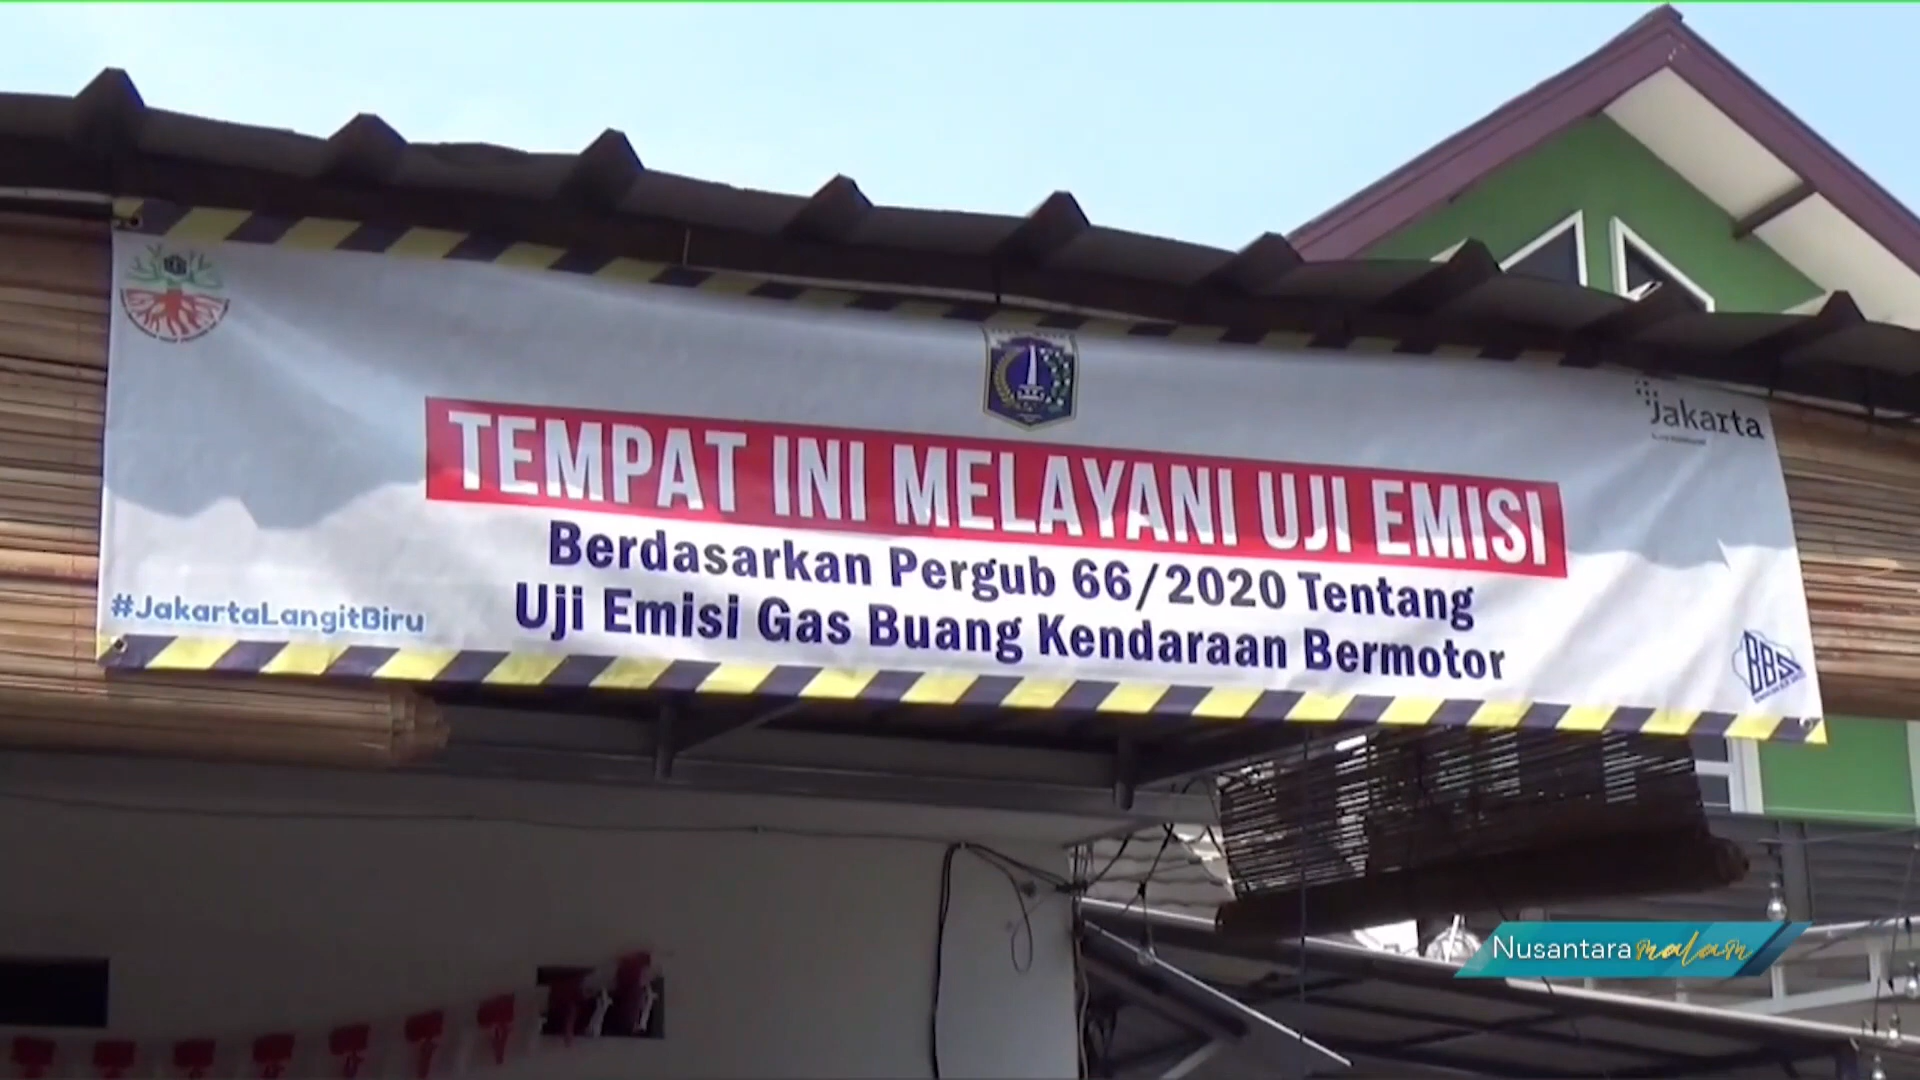 Jakarta
TEMPAT INI MELAYANI UJI EMISI
Berdasarkan Pergub 66/2020 Tentang
Uji Emisi Gas Buang Kendaraan Bermotor
#JakartaLangitBiru
BBS
Nusantara malam